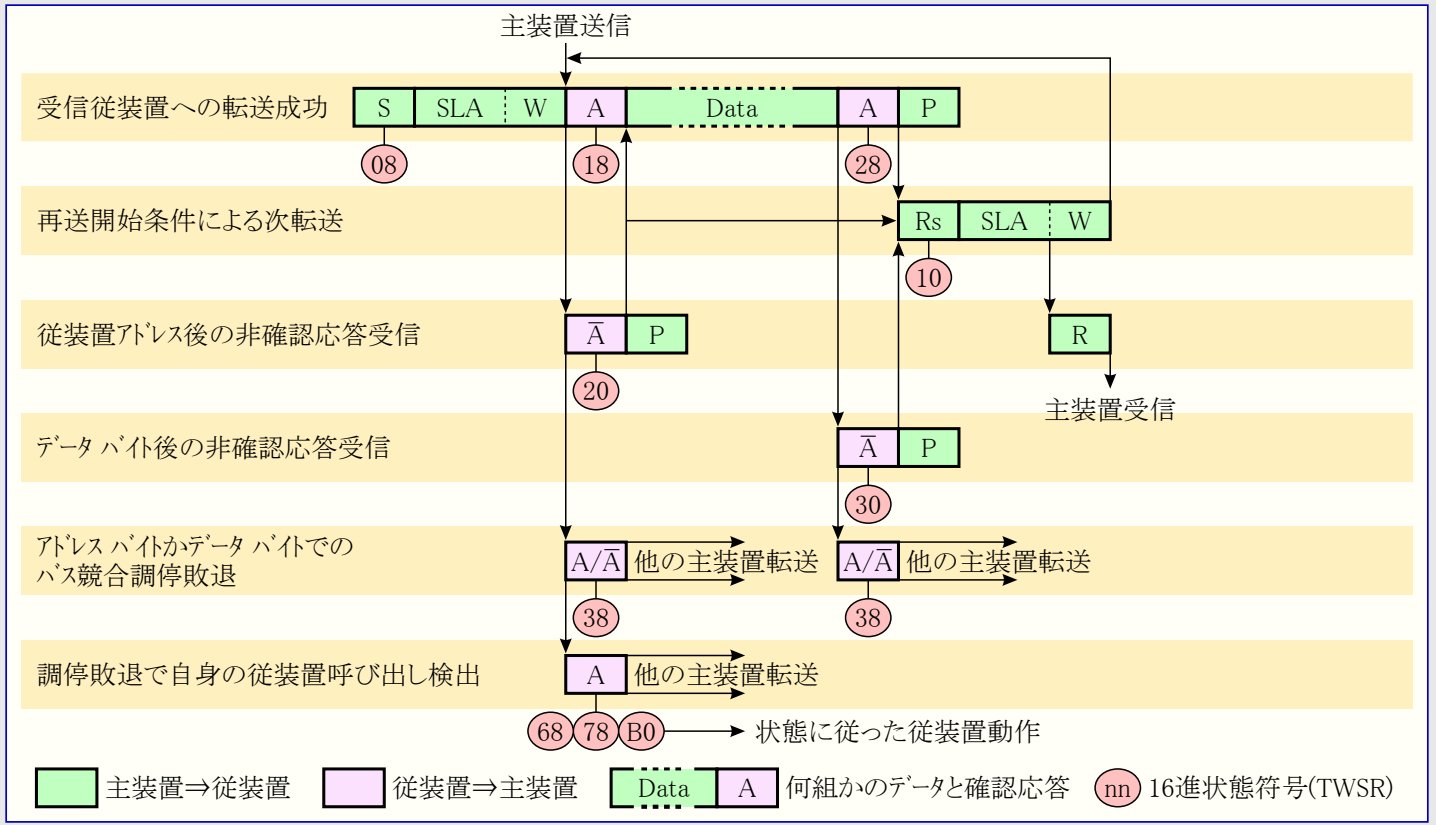 主装置送信
受信従装置への転送成功
S SLA W A Data A P
08 18 28
再送開始条件による次転送
Rs SLA W
10
従装置アドレス後の非確認応答受信
A̅ P R
20
主装置受信
データ バイト後の非確認応答受信
A̅ P
30
アドレス バイトかデータ バイトでの
バス競合調停敗退
A/A̅ 他の主装置転送 A/A̅ 他の主装置転送
38 38
調停敗退で自身の従装置呼び出し検出
A 他の主装置転送
68 78 B0 状態に従った従装置動作
主装置⇒従装置 従装置⇒主装置 Data A 何組かのデータと確認応答 nn 16進状態符号(TWSR)